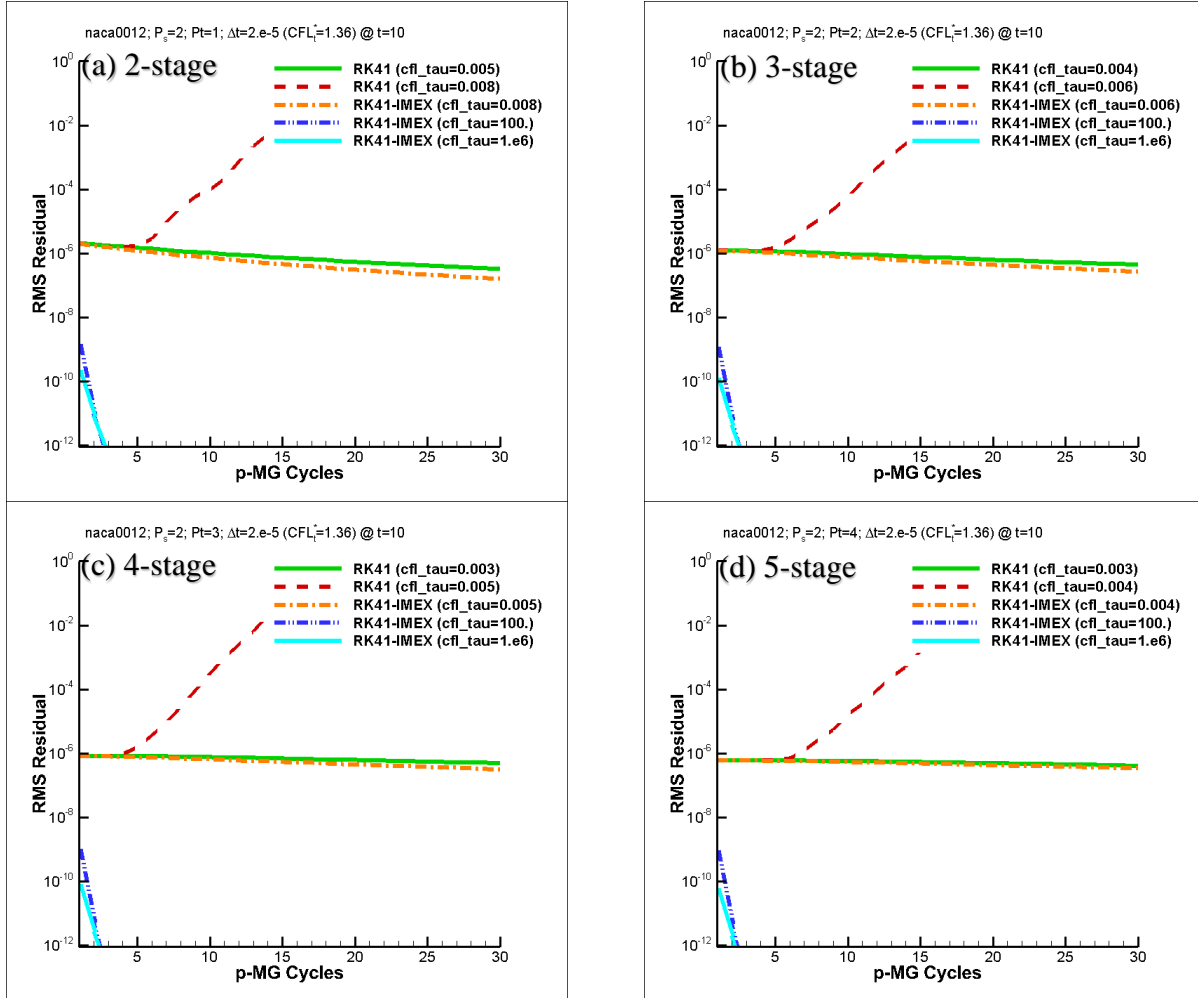 naca0012; Ps=2; Pt=1; Δt=2.e-5 (CFL*t=1.36) @ t=10
(a) 2-stage
RK41 (cfl_tau=0.005)
RK41 (cfl_tau=0.008)
RK41-IMEX (cfl_tau=0.008)
RK41-IMEX (cfl_tau=100.)
RK41-IMEX (cfl_tau=1.e6)
RMS Residual
10^0
10^-2
10^-4
10^-6
10^-8
10^-10
10^-12
5 10 15 20 25 30
p-MG Cycles
naca0012; Ps=2; Pt=2; Δt=2.e-5 (CFL*t=1.36) @ t=10
(b) 3-stage
RK41 (cfl_tau=0.004)
RK41 (cfl_tau=0.006)
RK41-IMEX (cfl_tau=0.006)
RK41-IMEX (cfl_tau=100.)
RK41-IMEX (cfl_tau=1.e6)
RMS Residual
10^0
10^-2
10^-4
10^-6
10^-8
10^-10
10^-12
5 10 15 20 25 30
p-MG Cycles
naca0012; Ps=2; Pt=3; Δt=2.e-5 (CFL*t=1.36) @ t=10
(c) 4-stage
RK41 (cfl_tau=0.003)
RK41 (cfl_tau=0.005)
RK41-IMEX (cfl_tau=0.005)
RK41-IMEX (cfl_tau=100.)
RK41-IMEX (cfl_tau=1.e6)
RMS Residual
10^0
10^-2
10^-4
10^-6
10^-8
10^-10
10^-12
5 10 15 20 25 30
p-MG Cycles
naca0012; Ps=2; Pt=4; Δt=2.e-5 (CFL*t=1.36) @ t=10
(d) 5-stage
RK41 (cfl_tau=0.003)
RK41 (cfl_tau=0.004)
RK41-IMEX (cfl_tau=0.004)
RK41-IMEX (cfl_tau=100.)
RK41-IMEX (cfl_tau=1.e6)
RMS Residual
10^0
10^-2
10^-4
10^-6
10^-8
10^-10
10^-12
5 10 15 20 25 30
p-MG Cycles